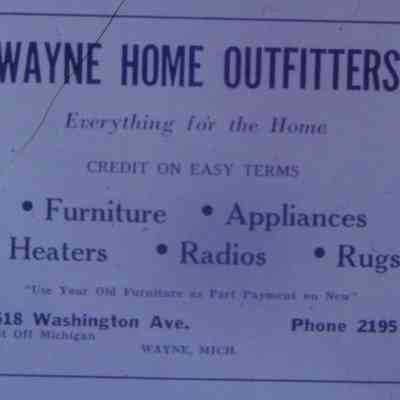 WAYNE HOME OUTFITTERS
Everything for the Home
CREDIT ON EASY TERMS
• Furniture • Appliances
Heaters • Radios • Rugs
"Use Your Old Furniture as Part Payment on New"
618 Washington Ave. Phone 2195
t Off Michigan
WAYNE, MICH.